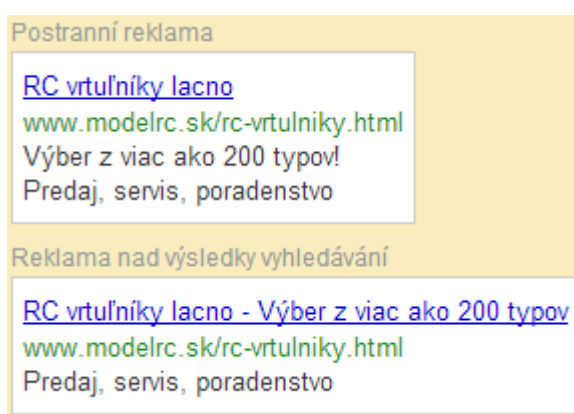 Postranní reklama
RC vrtuľníky lacno
www.modelrc.sk/rc-vrtulniky.html
Výber z viac ako 200 typov!
Predaj, servis, poradenstvo
Reklama nad výsledky vyhledávání
RC vrtuľníky lacno - Výber z viac ako 200 typov
www.modelrc.sk/rc-vrtulniky.html
Predaj, servis, poradenstvo